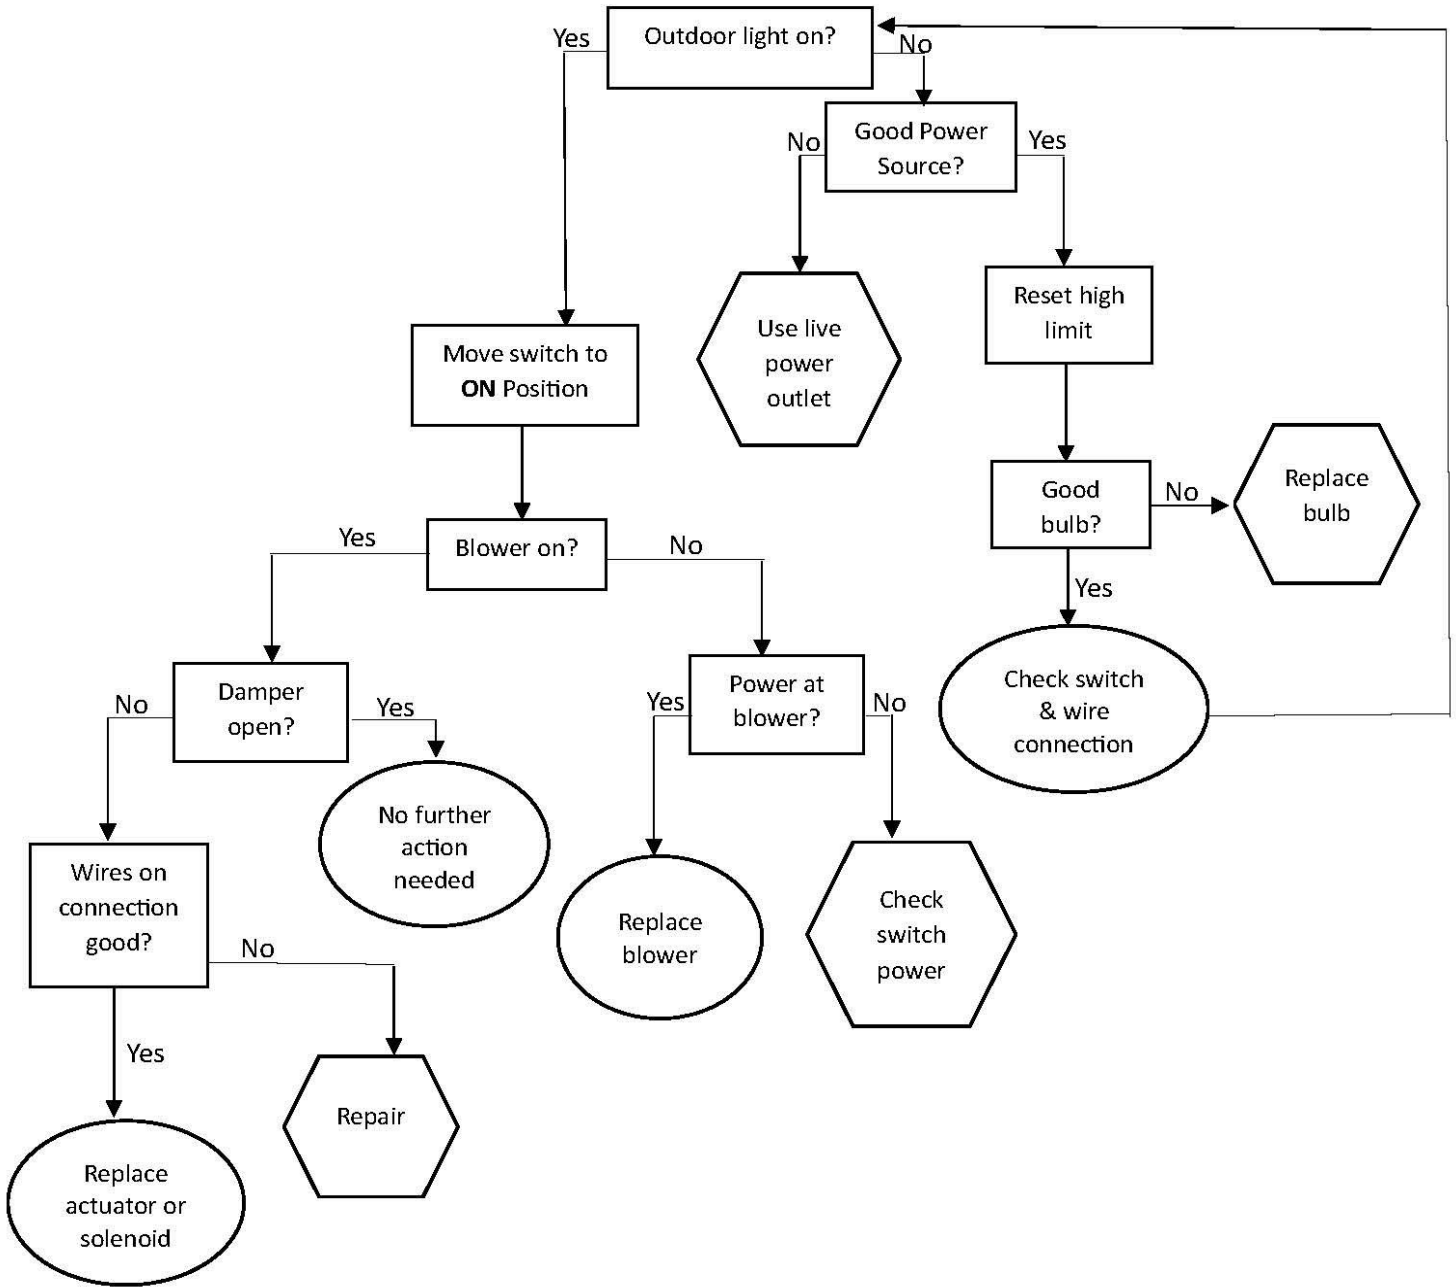 Outdoor light on?
Yes
No
Good Power
Source?
No
Yes
Use live
power
outlet
Reset high
limit
Move switch to
ON Position
Good
bulb?
No
Replace
bulb
Yes
Blower on?
Yes
No
Check switch
& wire
connection
Damper
open?
No
Yes
Power at
blower?
Yes
No
No further
action
needed
Wires on
connection
good?
No
Yes
Replace
blower
Check
switch
power
Repair
Replace
actuator or
solenoid